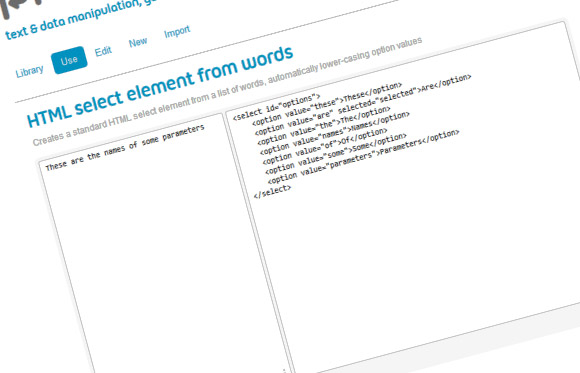 text & data manipulation,
Library Use Edit New Import
HTML select element from words
Creates a standard HTML select element from a list of words, automatically lower-casing option values
These are the names of some parameters
<select id="options">
<option value="these">These</option>
<option value="are" selected="selected">Are</option>
<option value="the">The</option>
<option value="names">Names</option>
<option value="of">Of</option>
<option value="some">Some</option>
<option value="parameters">Parameters</option>
</select>